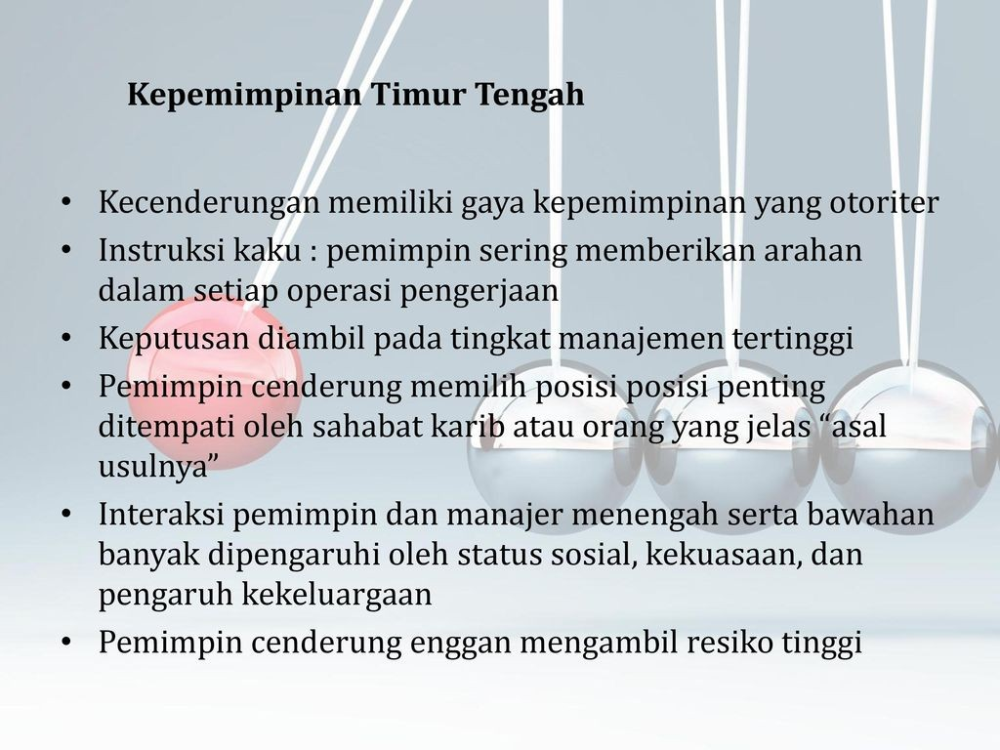 Kepemimpinan Timur Tengah
• Kecenderungan memiliki gaya kepemimpinan yang otoriter
• Instruksi kaku : pemimpin sering memberikan arahan
dalam setiap operasi pengerjaan
• Keputusan diambil pada tingkat manajemen tertinggi
• Pemimpin cenderung memilih posisi posisi penting
ditempati oleh sahabat karib atau orang yang jelas “asal
usulnya”
• Interaksi pemimpin dan manajer menengah serta bawahan
banyak dipengaruhi oleh status sosial, kekuasaan, dan
pengaruh kekeluargaan
• Pemimpin cenderung enggan mengambil resiko tinggi